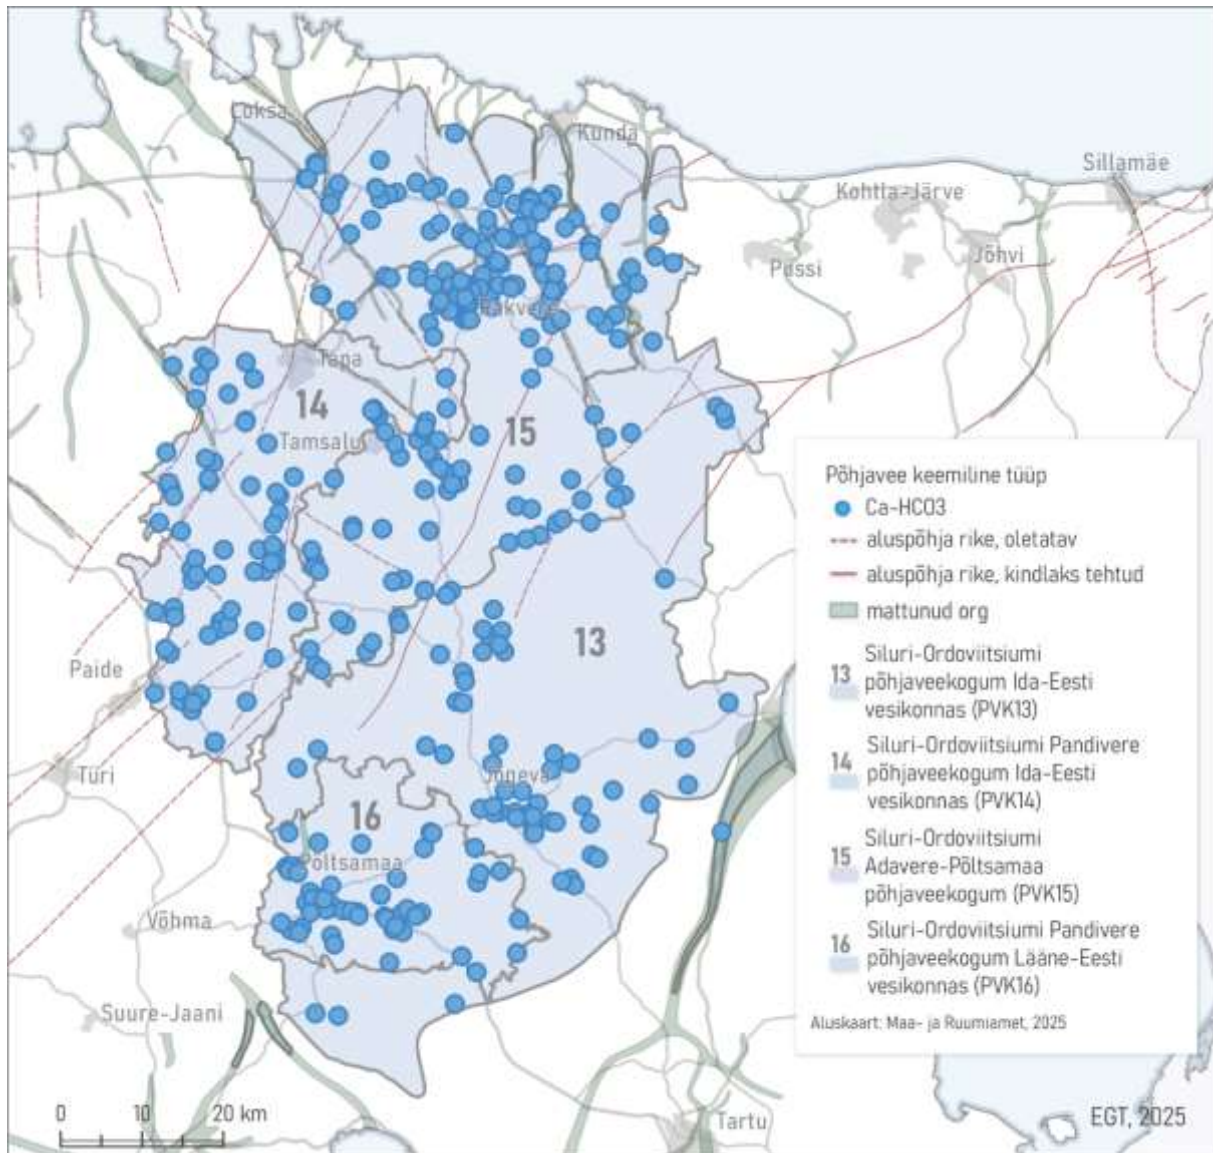 Loksa
Kunda
Sillamäe
Kohtla-Järve
Jõhvi
Püssi
Rakvere
Tapa
14
15
Tamsalu
Põhjavee keemiline tüüp
Ca-HCO3
aluspõhja rike, oletatav
aluspõhja rike, kindlaks tehtud
mattunud org
13
Paide
Siluri-Ordoviitsiumi
13 põhjaveekogum Ida-Eesti
vesikonnas (PVK13)
Siluri-Ordoviitsiumi Pandivere
14 põhjaveekogum Ida-Eesti
vesikonnas (PVK14)
Türi
Jõgeva
16
Siluri-Ordoviitsiumi
15 Adavere-Põltsamaa
põhjaveekogum (PVK15)
Põltsamaa
Võhma
Siluri-Ordoviitsiumi Pandivere
16 põhjaveekogum Lääne-Eesti
vesikonnas (PVK16)
Suure-Jaani
Aluskaart: Maa- ja Ruumiamet, 2025
0 10 20 km
Tartu
EGT, 2025